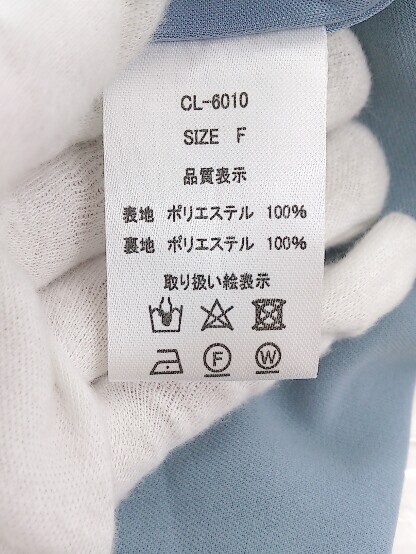 CL-6010
SIZE F
品質表示
表地 ポリエステル 100%
裏地 ポリエステル 100%
取り扱い絵表示
F W